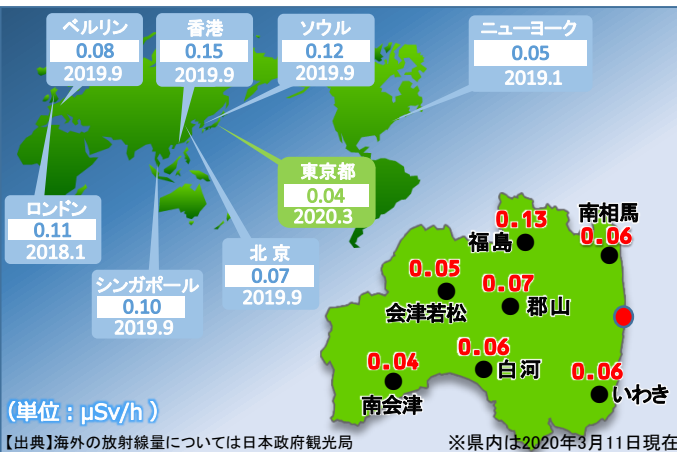 ベルリン
0.08
2019.9
香港
0.15
2019.9
ソウル
0.12
2019.9
ニューヨーク
0.05
2019.1
東京都
0.04
2020.3
ロンドン
0.11
2018.1
シンガポール
0.10
2019.9
北京
0.07
2019.9
0.13
福島
南相馬
0.06
0.05
会津若松
0.07
郡山
0.04
南会津
0.06
白河
0.06
いわき
(単位:μSv/h )
【出典】海外の放射線量については日本政府観光局
※県内は2020年3月11日現在